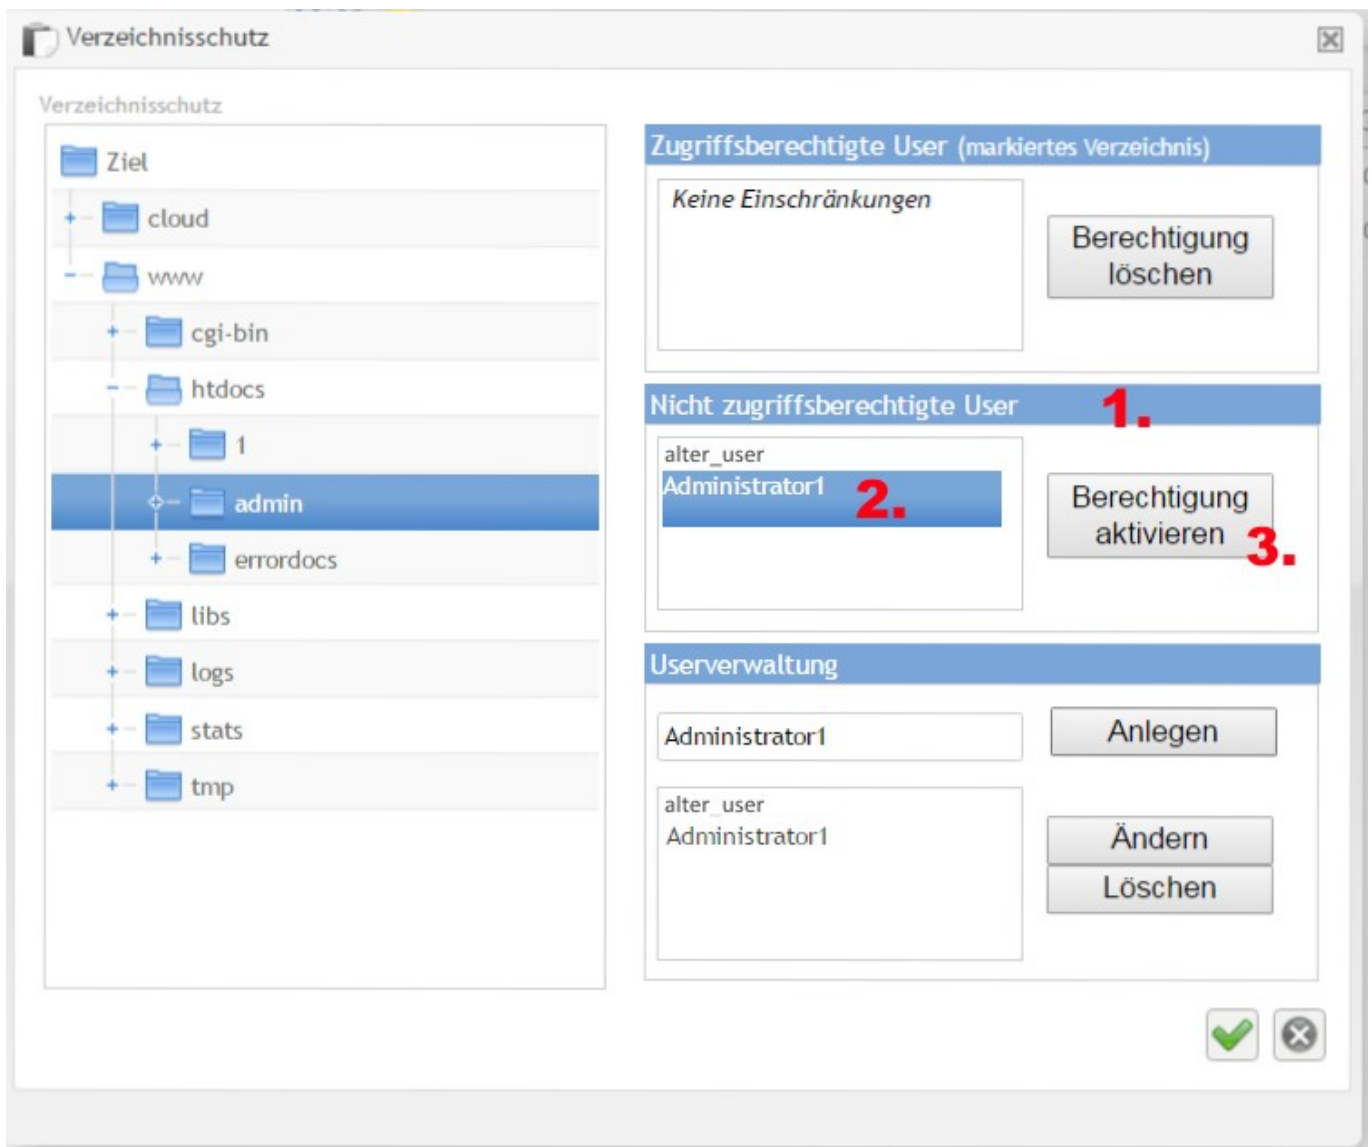 Verzeichnisschutz
Verzeichnisschutz
Ziel
cloud
www
cgi-bin
htdocs
1
admin
errordocs
libs
logs
stats
tmp
Zugriffsberechtigte User (markiertes Verzeichnis)
Keine Einschränkungen
Berechtigung
löschen
Nicht zugriffsberechtigte User 1.
alter_user
Administrator1 2.
Berechtigung
aktivieren 3.
Userverwaltung
Administrator1
Anlegen
alter_user
Administrator1
Ändern
Löschen